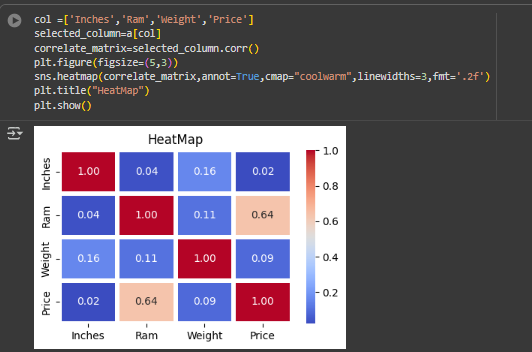 col =['Inches','Ram','Weight','Price']
selected_column=a[col]
correlate_matrix=selected_column.corr()
plt.figure(figsize=(5,3))
sns.heatmap(correlate_matrix,annot=True,cmap="coolwarm",linewidths=3,fmt='.2f')
plt.title("HeatMap")
plt.show()
HeatMap
Inches 1.00 0.04 0.16 0.02
Ram 0.04 1.00 0.11 0.64
Weight 0.16 0.11 1.00 0.09
Price 0.02 0.64 0.09 1.00
Inches Ram Weight Price
1.0
0.8
0.6
0.4
0.2